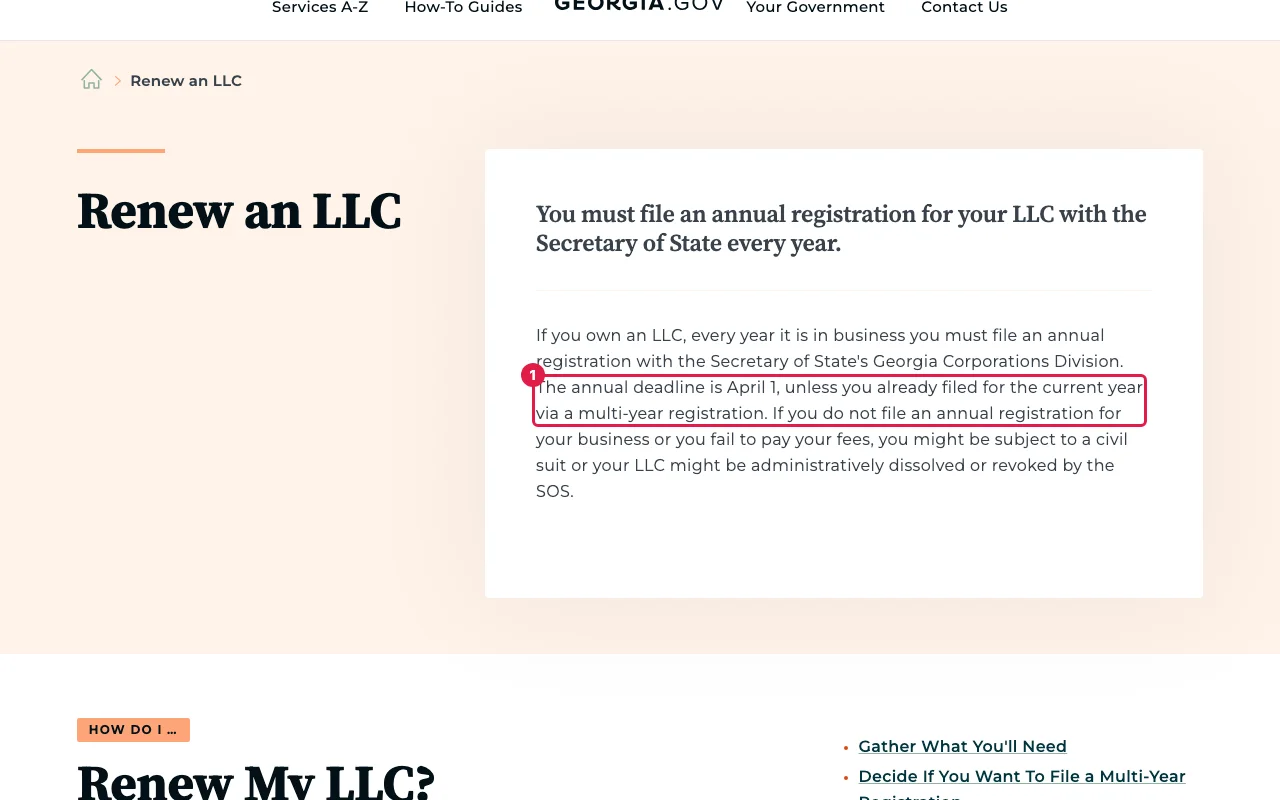 Services A-Z How-To Guides GEORGIA.GOV Your Government Contact Us
Renew an LLC
Renew an LLC
You must file an annual registration for your LLC with the
Secretary of State every year.
If you own an LLC, every year it is in business you must file an annual
registration with the Secretary of State's Georgia Corporations Division.
1
The annual deadline is April 1, unless you already filed for the current year
via a multi-year registration. If you do not file an annual registration for
your business or you fail to pay your fees, you might be subject to a civil
suit or your LLC might be administratively dissolved or revoked by the
SOS.
HOW DO I ...
Renew My LLC?
Gather What You'll Need
Decide If You Want To File a Multi-Year
Registration